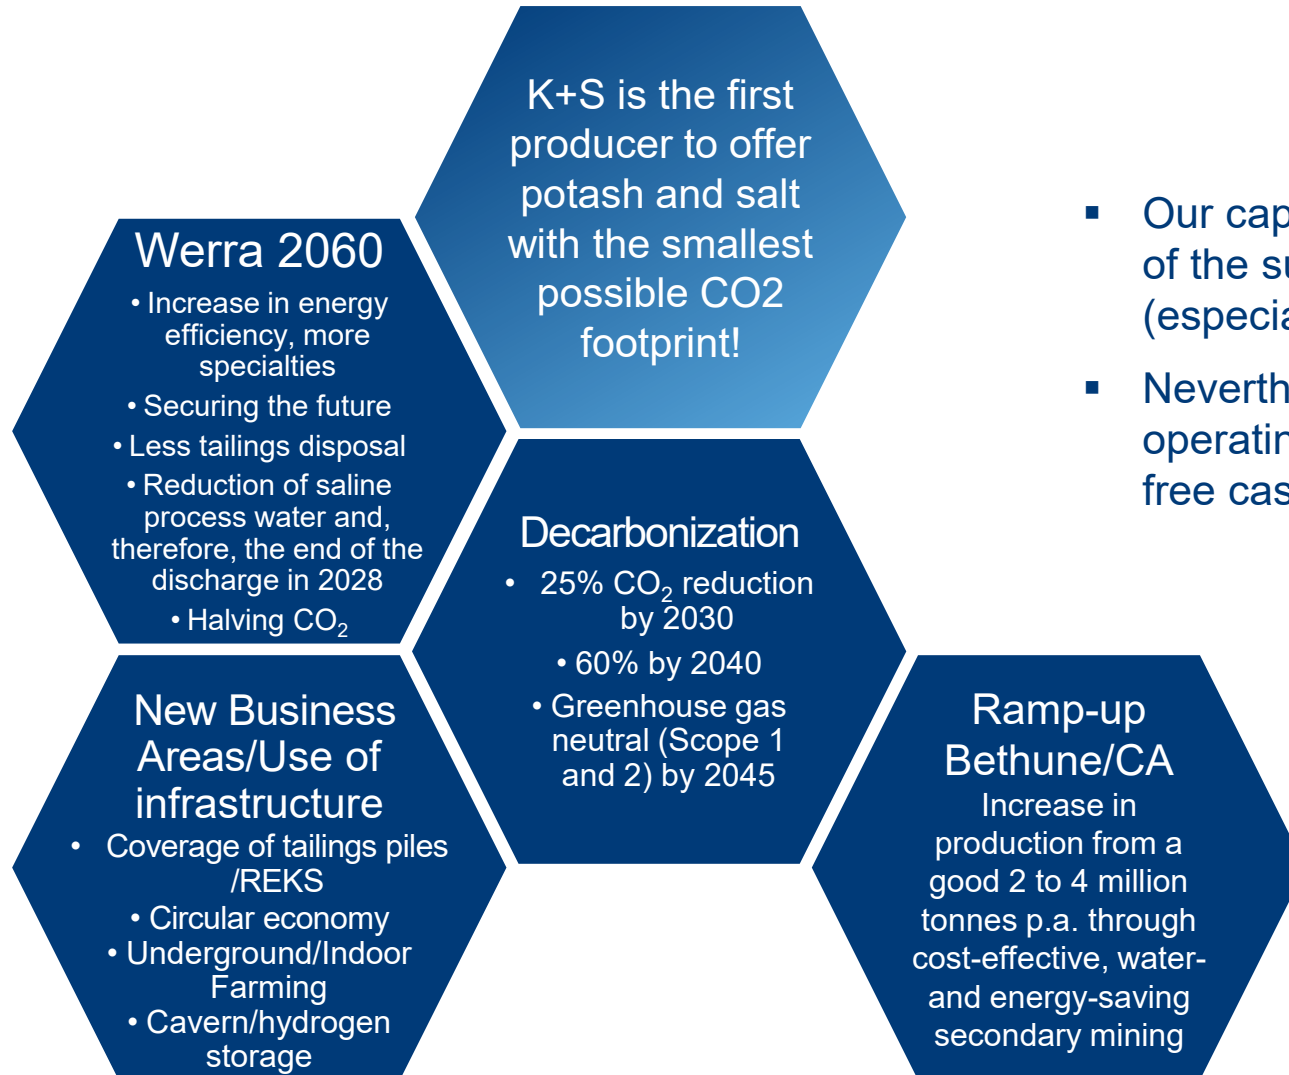 K+S is the first
producer to offer
potash and salt
with the smallest
possible CO2
footprint!
Werra 2060
• Increase in energy
efficiency, more
specialties
• Securing the future
• Less tailings disposal
• Reduction of saline
process water and,
therefore, the end of the
discharge in 2028
• Halving CO₂
Decarbonization
• 25% CO₂ reduction
by 2030
• 60% by 2040
• Greenhouse gas
neutral (Scope 1
and 2) by 2045
New Business
Areas/Use of
infrastructure
• Coverage of tailings piles
/REKS
• Circular economy
• Underground/Indoor
Farming
• Cavern/hydrogen
storage
Ramp-up
Bethune/CA
Increase in
production from a
good 2 to 4 million
tonnes p.a. through
cost-effective, water-
and energy-saving
secondary mining
▪ Our
of the
▪
free